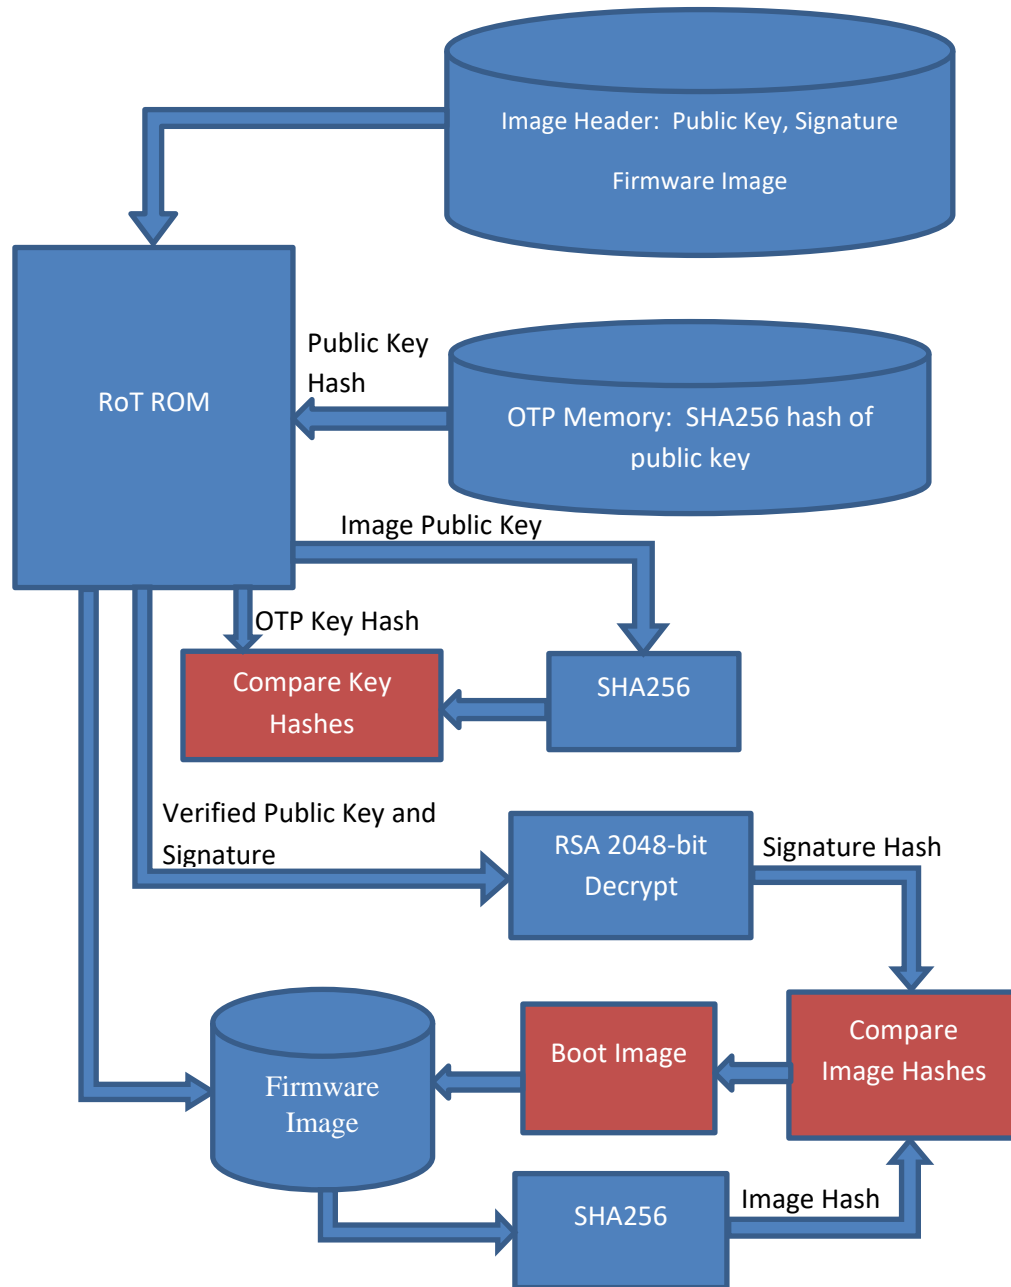 Image Header:  Public Key, Signature
Firmware Image
Public Key
Hash
RoT ROM
OTP Memory:  SHA256 hash of
public key
Image Public Key
OTP Key Hash
Compare Key
Hashes
SHA256
Verified Public Key and
Signature
RSA 2048-bit
Decrypt
Signature Hash
Compare
Image Hashes
Boot Image
Firmware
Image
SHA256
Image Hash